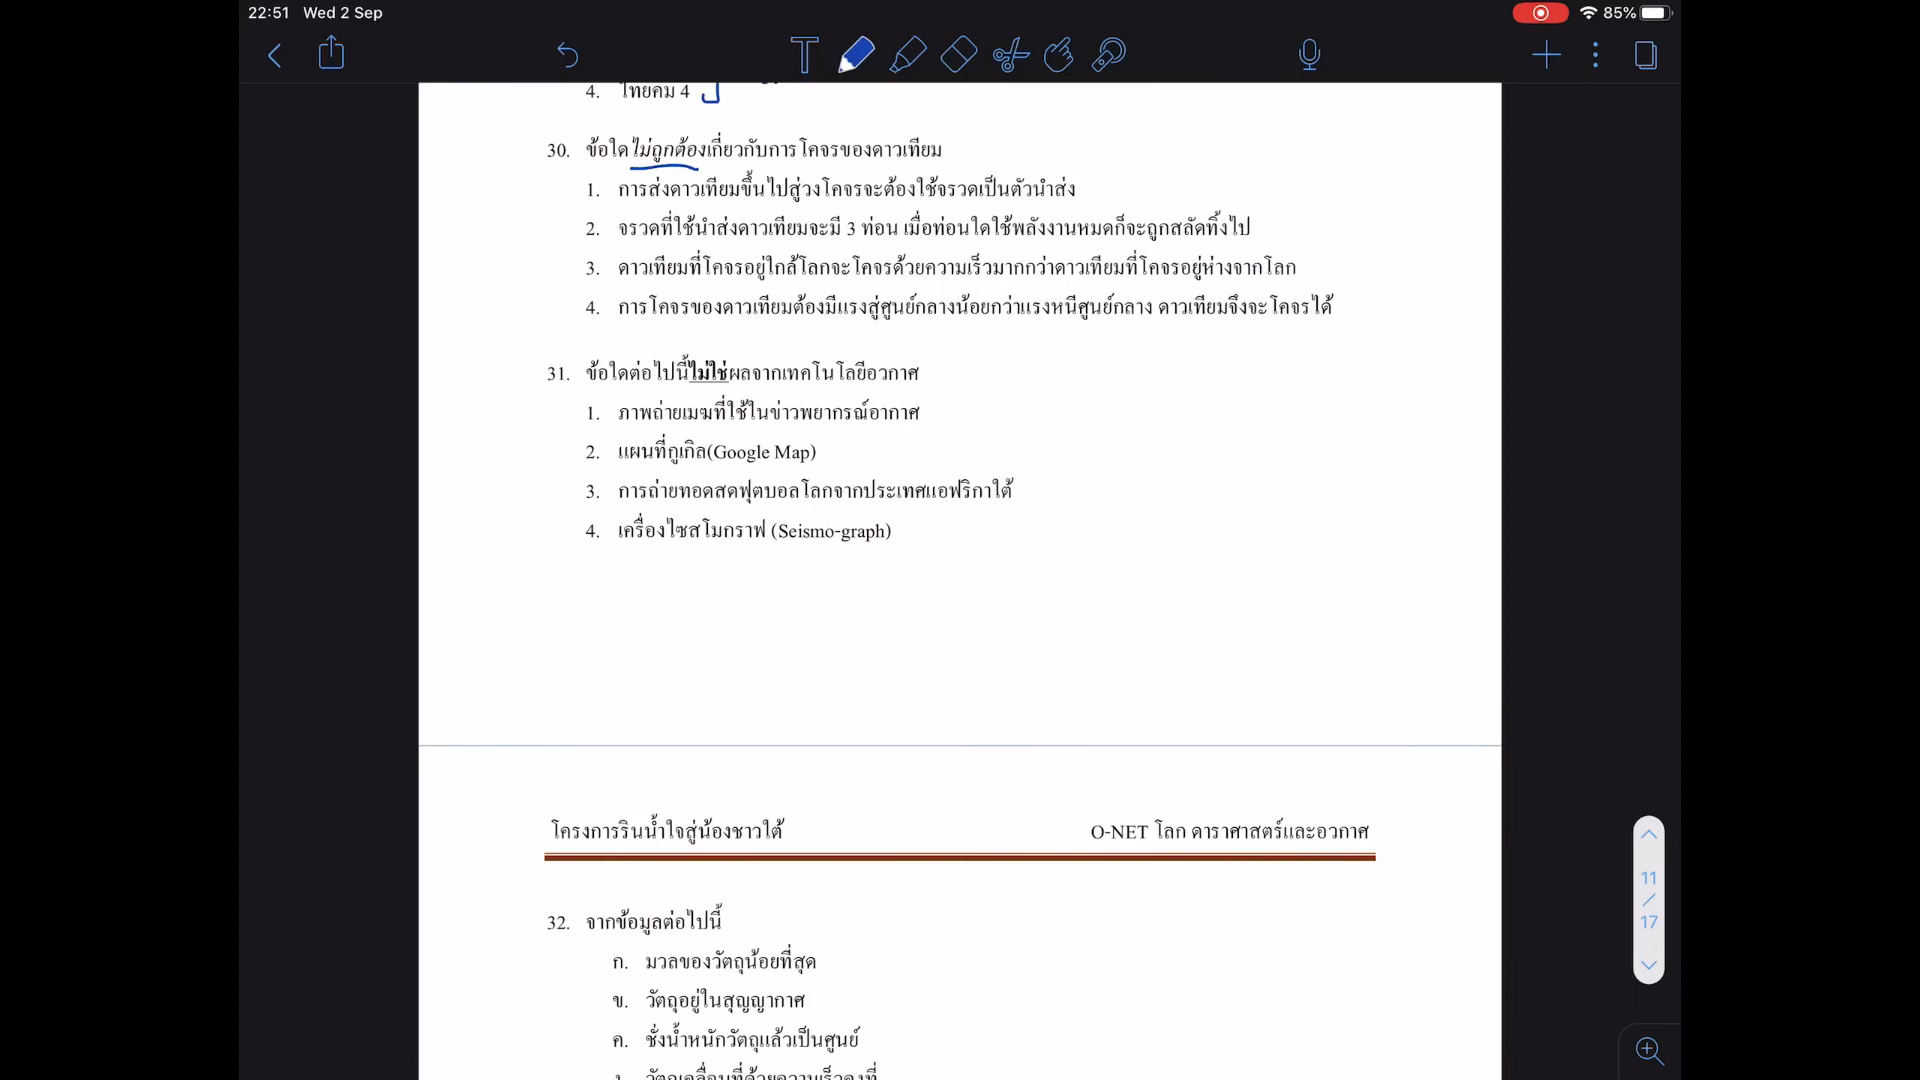 22:51 Wed 2 Sep 85%
4. ไทยคม 4
30. ข้อใดไม่ถูกต้องเกี่ยวกับการโคจรของดาวเทียม
1. การส่งดาวเทียมขึ้นไปสู่วงโคจรจะต้องใช้จรวดเป็นตัวนำส่ง
2. จรวดที่ใช้นำส่งดาวเทียมจะมี 3 ท่อน เมื่อท่อนใดใช้พลังงานหมดก็จะถูกสลัดทิ้งไป
3. ดาวเทียมที่โคจรอยู่ใกล้โลกจะโคจรด้วยความเร็วมากกว่าดาวเทียมที่โคจรอยู่ห่างจากโลก
4. การโคจรของดาวเทียมต้องมีแรงสู่ศูนย์กลางน้อยกว่าแรงหนีศูนย์กลาง ดาวเทียมจึงจะโคจรได้
31. ข้อใดต่อไปนี้ไม่ใช่ผลจากเทคโนโลยีอวกาศ
1. ภาพถ่ายเมฆที่ใช้ในข่าวพยากรณ์อากาศ
2. แผนที่กูเกิล(Google Map)
3. การถ่ายทอดสดฟุตบอลโลกจากประเทศแอฟริกาใต้
4. เครื่องไซสโมกราฟ (Seismo-graph)
โครงการรินน้ำใจสู่น้องชาวใต้ O-NET โลก ดาราศาสตร์และอวกาศ
11
/
17
32. จากข้อมูลต่อไปนี้
ก. มวลของวัตถุน้อยที่สุด
ข. วัตถุอยู่ในสุญญากาศ
ค. ชั่งน้ำหนักวัตถุแล้วเป็นศูนย์
ง. วัตถุเคลื่อนที่ด้วยความเร็วคงที่